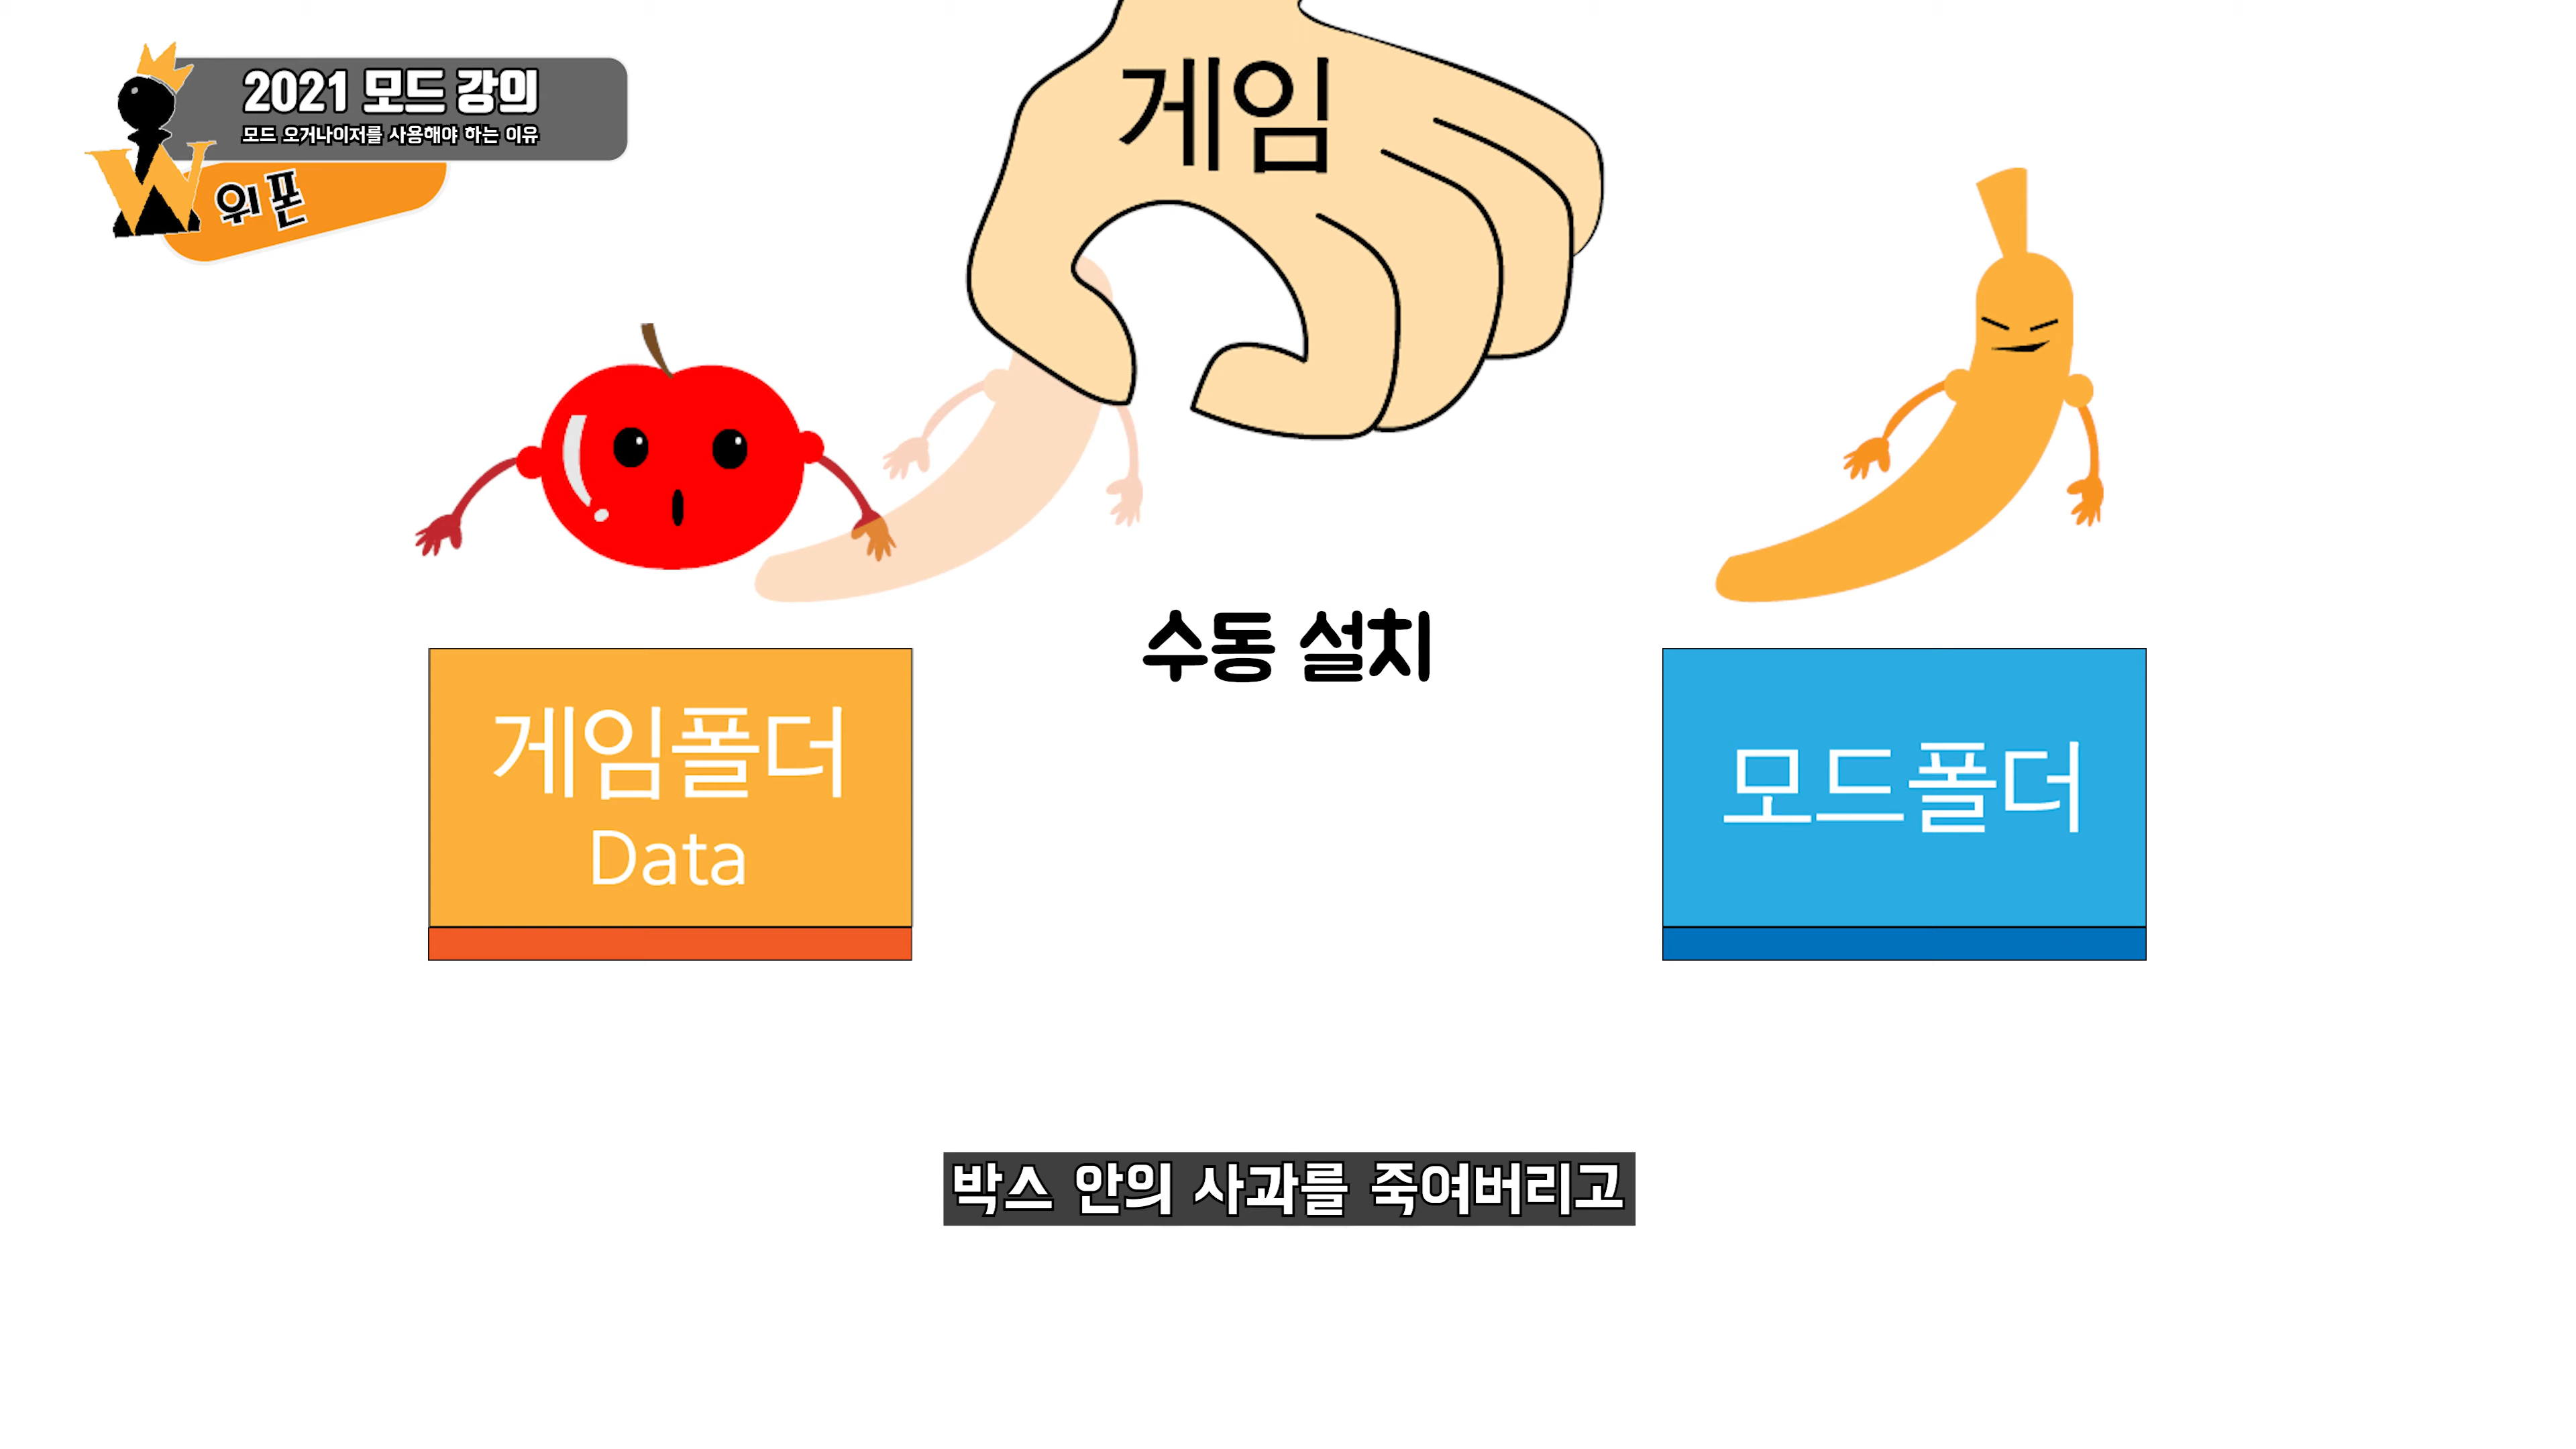 2021 모드 강의
모드 오거나이저를 사용해야 하는 이유
W 위폰
게임
수동 설치
게임폴더
Data
모드폴더
박스 안의 사과를 죽여버리고